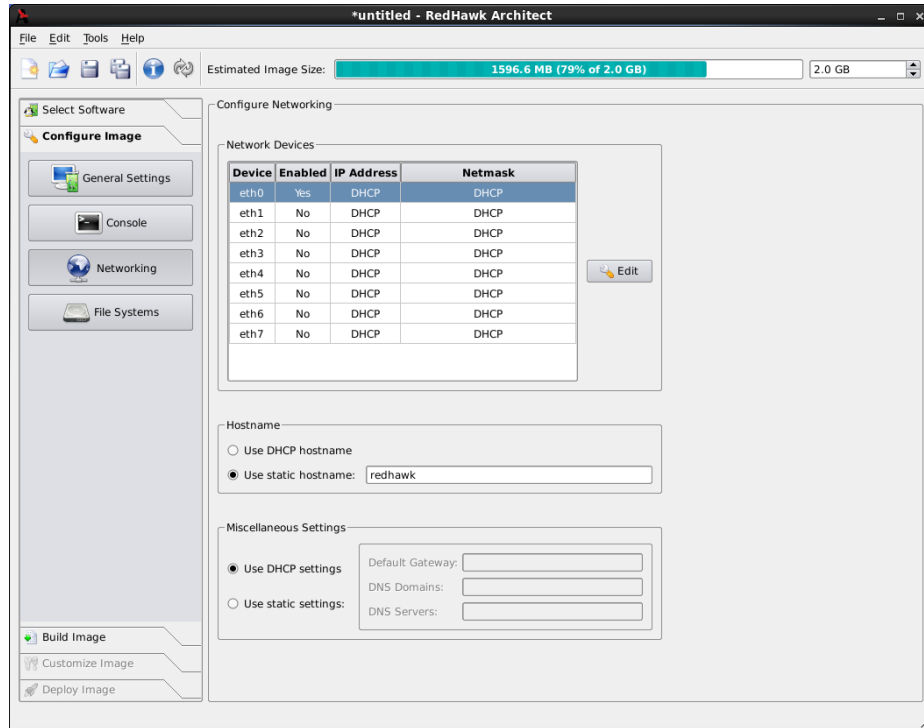 *untitled - RedHawk Architect
File Edit Tools Help
Estimated Image Size: 1596.6 MB (79% of 2.0 GB) 2.0 GB
Select Software
Configure Image
General Settings
Console
Networking
File Systems
Build Image
Customize Image
Deploy Image
Configure Networking
Network Devices
Device Enabled IP Address Netmask
eth0 Yes DHCP DHCP
eth1 No DHCP DHCP
eth2 No DHCP DHCP
eth3 No DHCP DHCP
eth4 No DHCP DHCP
eth5 No DHCP DHCP
eth6 No DHCP DHCP
eth7 No DHCP DHCP
Edit
Hostname
Use DHCP hostname
Use static hostname: redhawk
Miscellaneous Settings
Use DHCP settings
Use static settings:
Default Gateway:
DNS Domains:
DNS Servers: